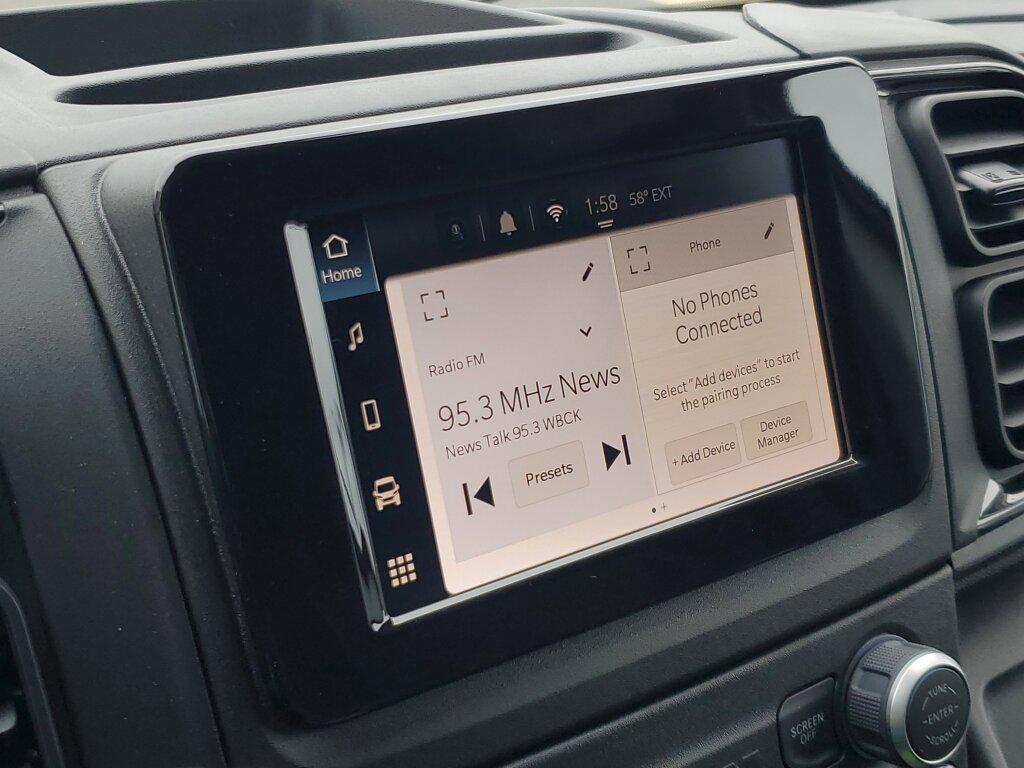 1:58 58° EXT
Home
Radio FM
95.3 MHz News
News Talk 95.3 WBCK
Presets
Phone
No Phones
Connected
Select "Add devices" to start
the pairing process
+ Add Device
Device
Manager
SCREEN
OFF
TUNE
-ENTER-
SCROLL